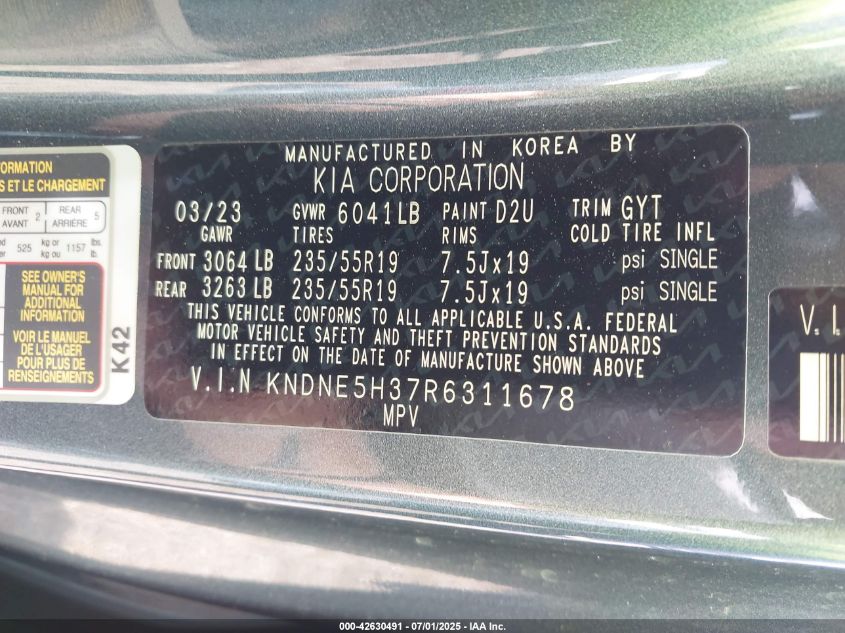 FORMATION
S ET LE CHARGEMENT
FRONT AVANT 2 REAR ARRIÈRE 5
525 kg or kg ou 1157 lbs. lb.
SEE OWNER'S
MANUAL FOR
ADDITIONAL
INFORMATION
VOIR LE MANUEL
DE L'USAGER
POUR PLUS DE
RENSEIGNEMENTS
K42
MANUFACTURED IN KOREA BY
KIA CORPORATION
03/23 GVWR 6041LB PAINT D2U TRIM GYT
GAWR TIRES RIMS COLD TIRE INFL
FRONT 3064 LB 235/55R19 7.5Jx19 psi SINGLE
REAR 3263 LB 235/55R19 7.5Jx19 psi SINGLE
THIS VEHICLE CONFORMS TO ALL APPLICABLE U.S.A. FEDERAL
MOTOR VEHICLE SAFETY AND THEFT PREVENTION STANDARDS
IN EFFECT ON THE DATE OF MANUFACTURE SHOWN ABOVE
V.I.N KNDNE5H37R6311678
MPV
V.I.
000-42630491 - 07/01/2025 - IAA Inc.